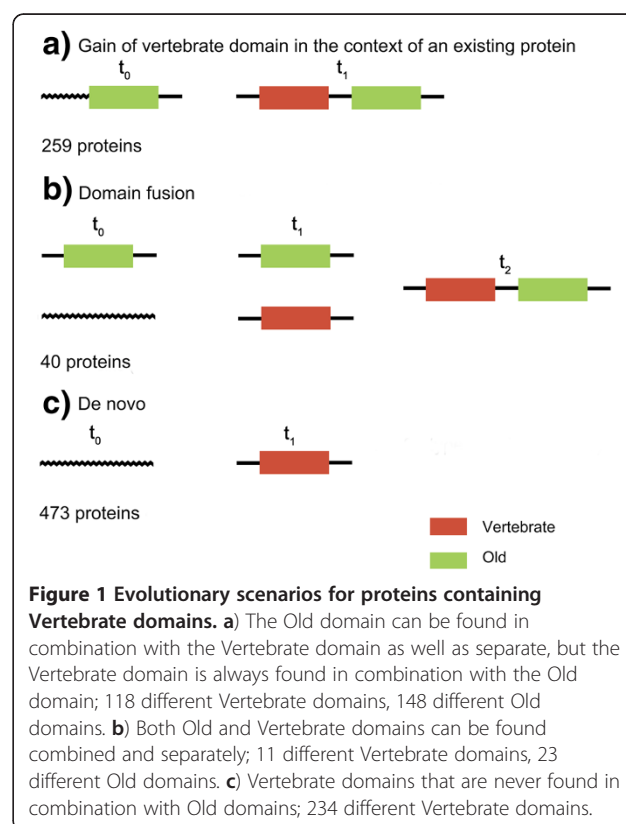 a) Gain of vertebrate domain in the context of an existing protein
t0 t1
259 proteins
b) Domain fusion
t0 t1
t2
40 proteins
c) De novo
t0 t1
473 proteins
Vertebrate
Old
Figure 1 Evolutionary scenarios for proteins containing
Vertebrate domains. a) The Old domain can be found in
combination with the Vertebrate domain as well as separate, but the
Vertebrate domain is always found in combination with the Old
domain; 118 different Vertebrate domains, 148 different Old
domains. b) Both Old and Vertebrate domains can be found
combined and separately; 11 different Vertebrate domains, 23
different Old domains. c) Vertebrate domains that are never found in
combination with Old domains; 234 different Vertebrate domains.